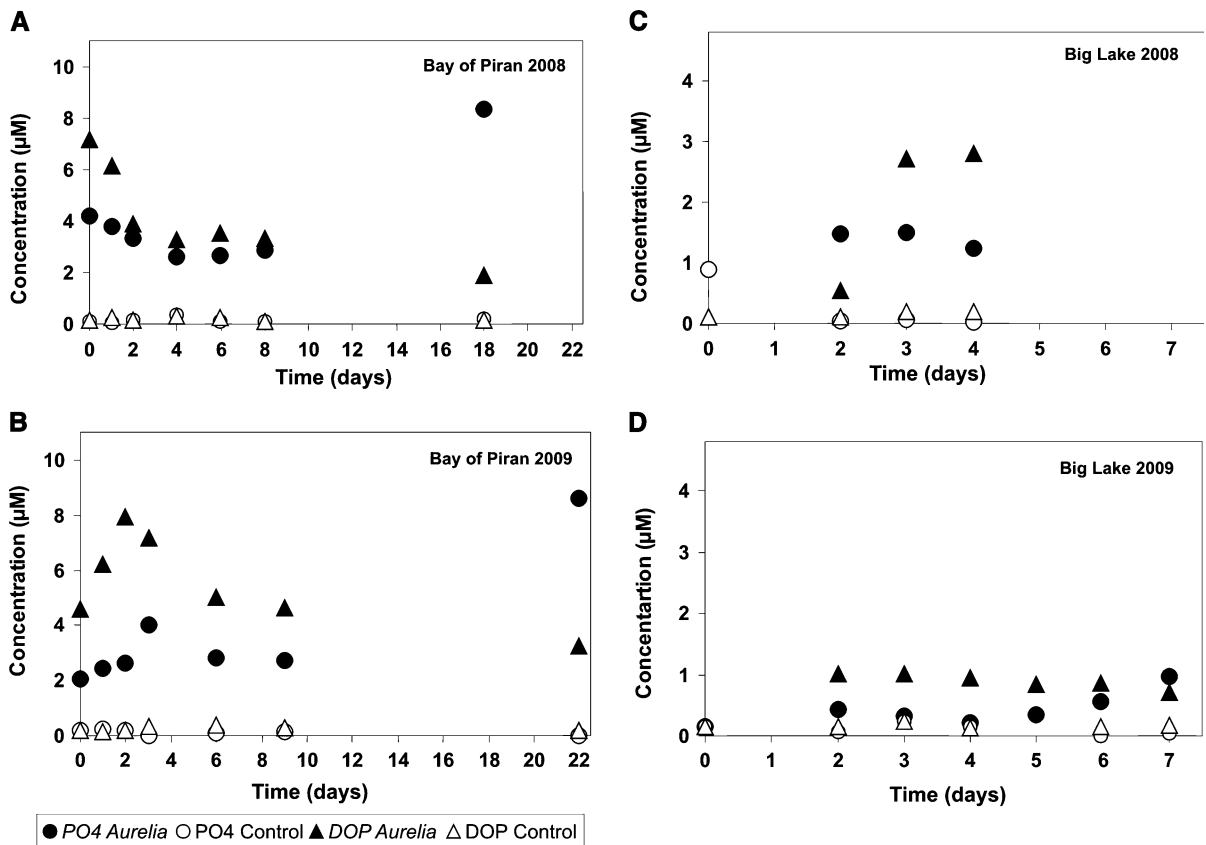 A
Bay of Piran 2008
Concentration (µM)
10
8
6
4
2
0
0 2 4 6 8 10 12 14 16 18 20 22
Time (days)
C
Big Lake 2008
Concentration (µM)
4
3
2
1
0
0 1 2 3 4 5 6 7
Time (days)
B
Bay of Piran 2009
Concentration (µM)
10
8
6
4
2
0
0 2 4 6 8 10 12 14 16 18 20 22
Time (days)
D
Big Lake 2009
Concentartion (µM)
4
3
2
1
0
0 1 2 3 4 5 6 7
Time (days)
PO4 Aurelia PO4 Control DOP Aurelia DOP Control